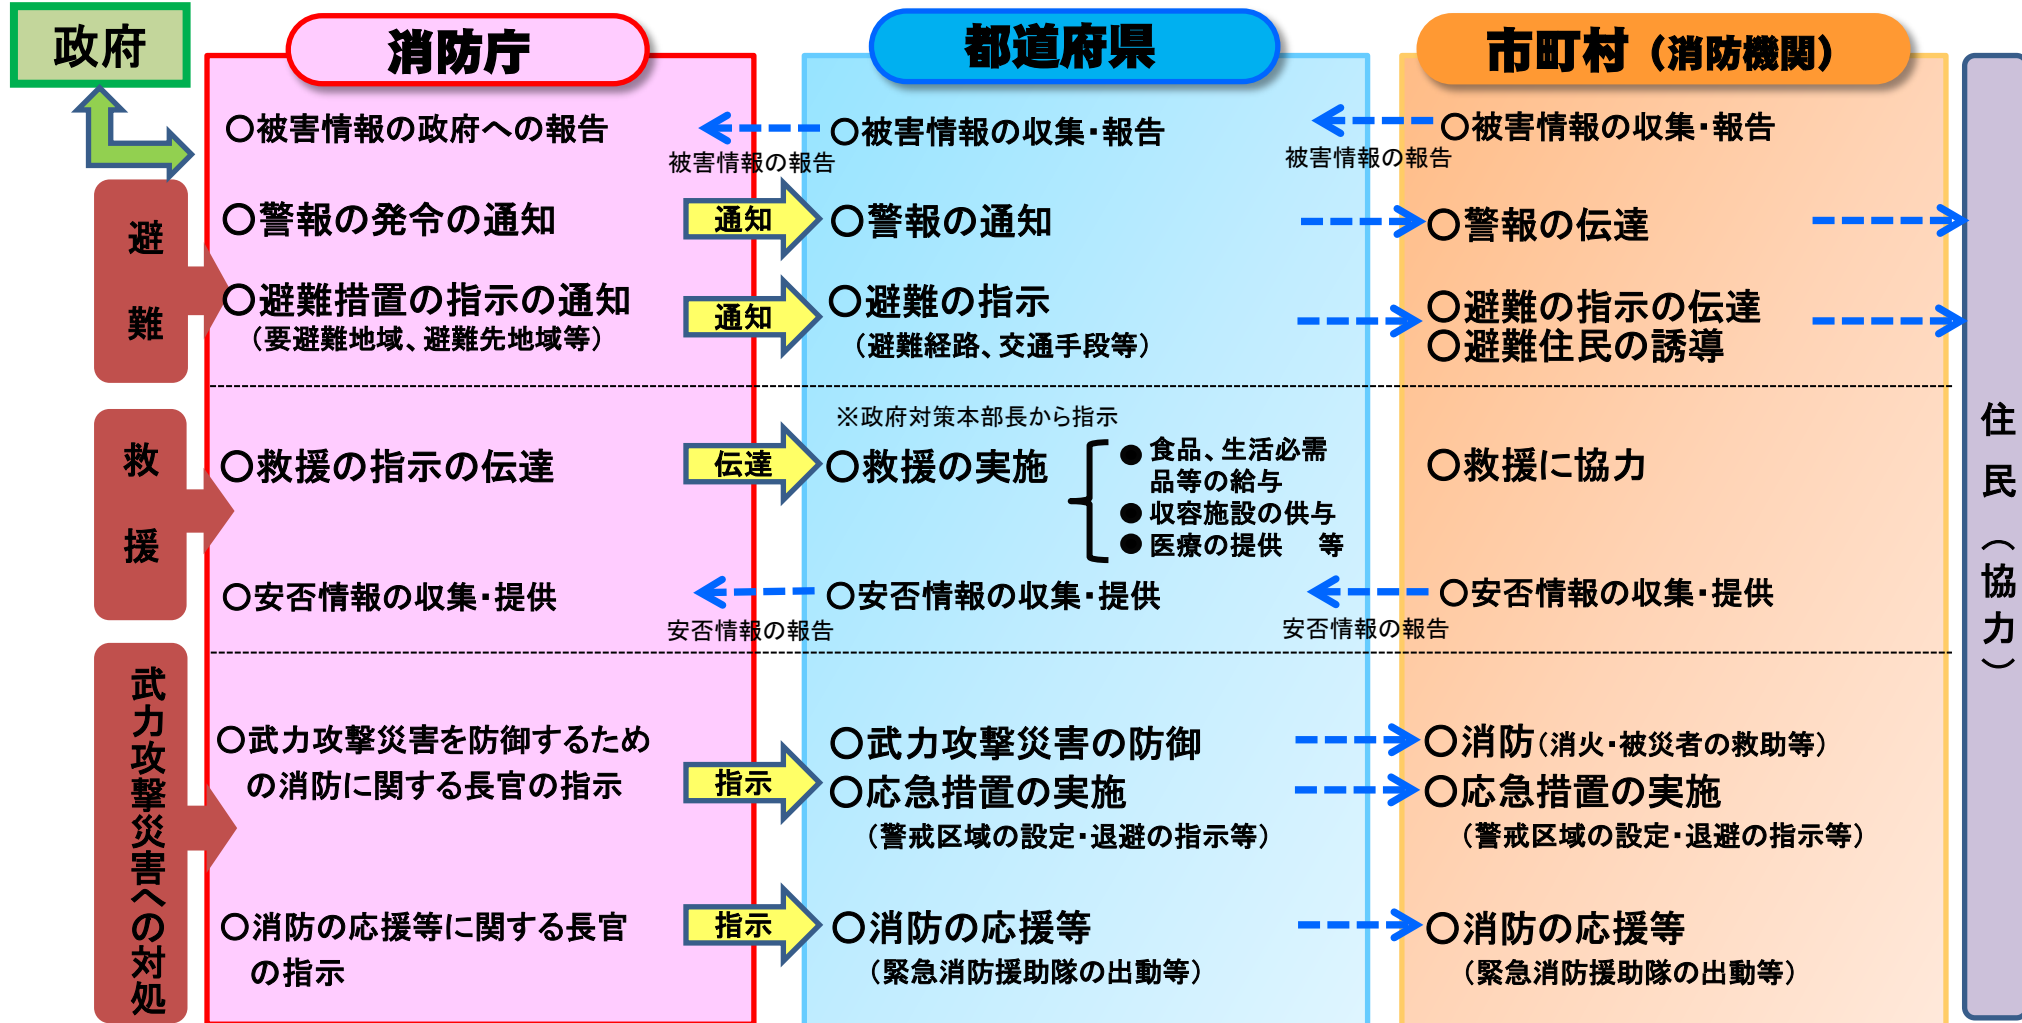 政府
消防庁
都道府県
市町村（消防機関）
○被害情報の政府への報告
被害情報の報告
○被害情報の収集・報告
被害情報の報告
○被害情報の収集・報告
避難
○警報の発令の通知
通知
○警報の通知
○警報の伝達
○避難措置の指示の通知
（要避難地域、避難先地域等）
通知
○避難の指示
（避難経路、交通手段等）
○避難の指示の伝達
○避難住民の誘導
救援
○救援の指示の伝達
伝達
※政府対策本部長から指示
○救援の実施
●食品、生活必需
品等の給与
●収容施設の供与
●医療の提供　等
○救援に協力
○安否情報の収集・提供
安否情報の報告
○安否情報の収集・提供
安否情報の報告
○安否情報の収集・提供
武力攻撃災害への対処
○武力攻撃災害を防御するため
の消防に関する長官の指示
指示
○武力攻撃災害の防御
○応急措置の実施
（警戒区域の設定・退避の指示等）
○消防（消火・被災者の救助等）
○応急措置の実施
（警戒区域の設定・退避の指示等）
○消防の応援等に関する長官
の指示
指示
○消防の応援等
（緊急消防援助隊の出動等）
○消防の応援等
（緊急消防援助隊の出動等）
住民（協力）